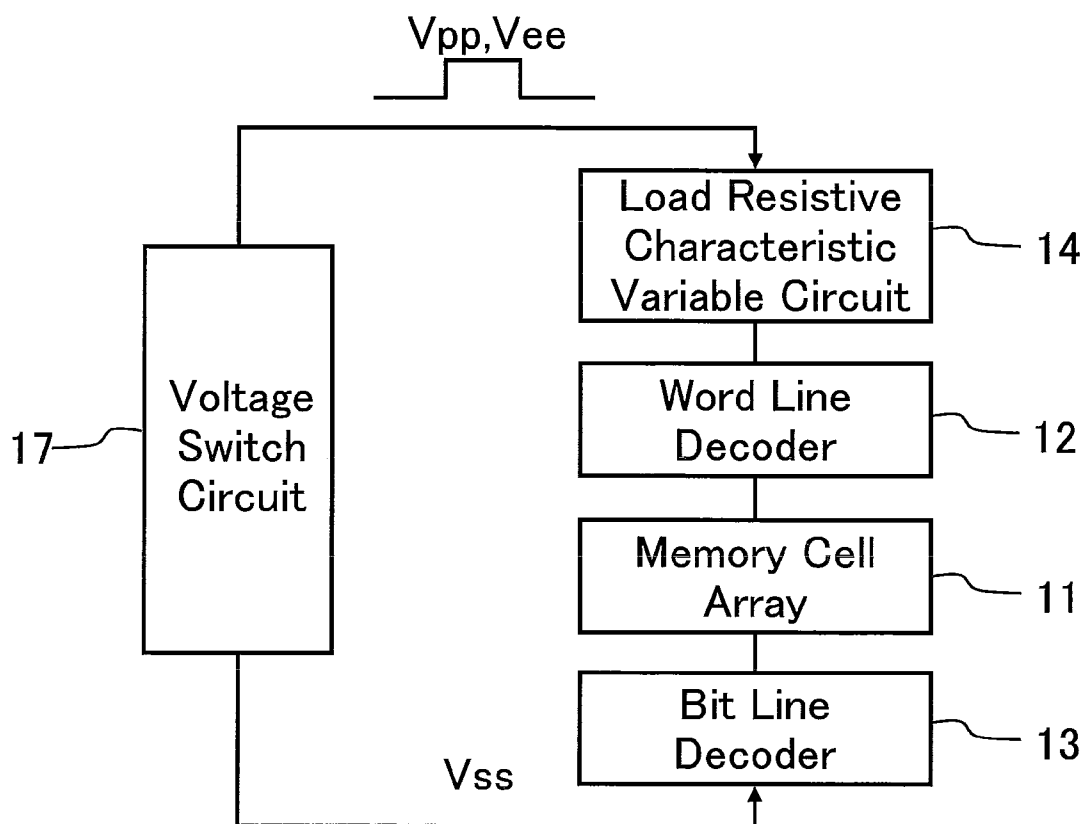 Vpp,Vee
Load Resistive
Characteristic
Variable Circuit
14
Voltage
Switch
Circuit
17
Word Line
Decoder
12
Memory Cell
Array
11
Bit Line
Decoder
13
Vss